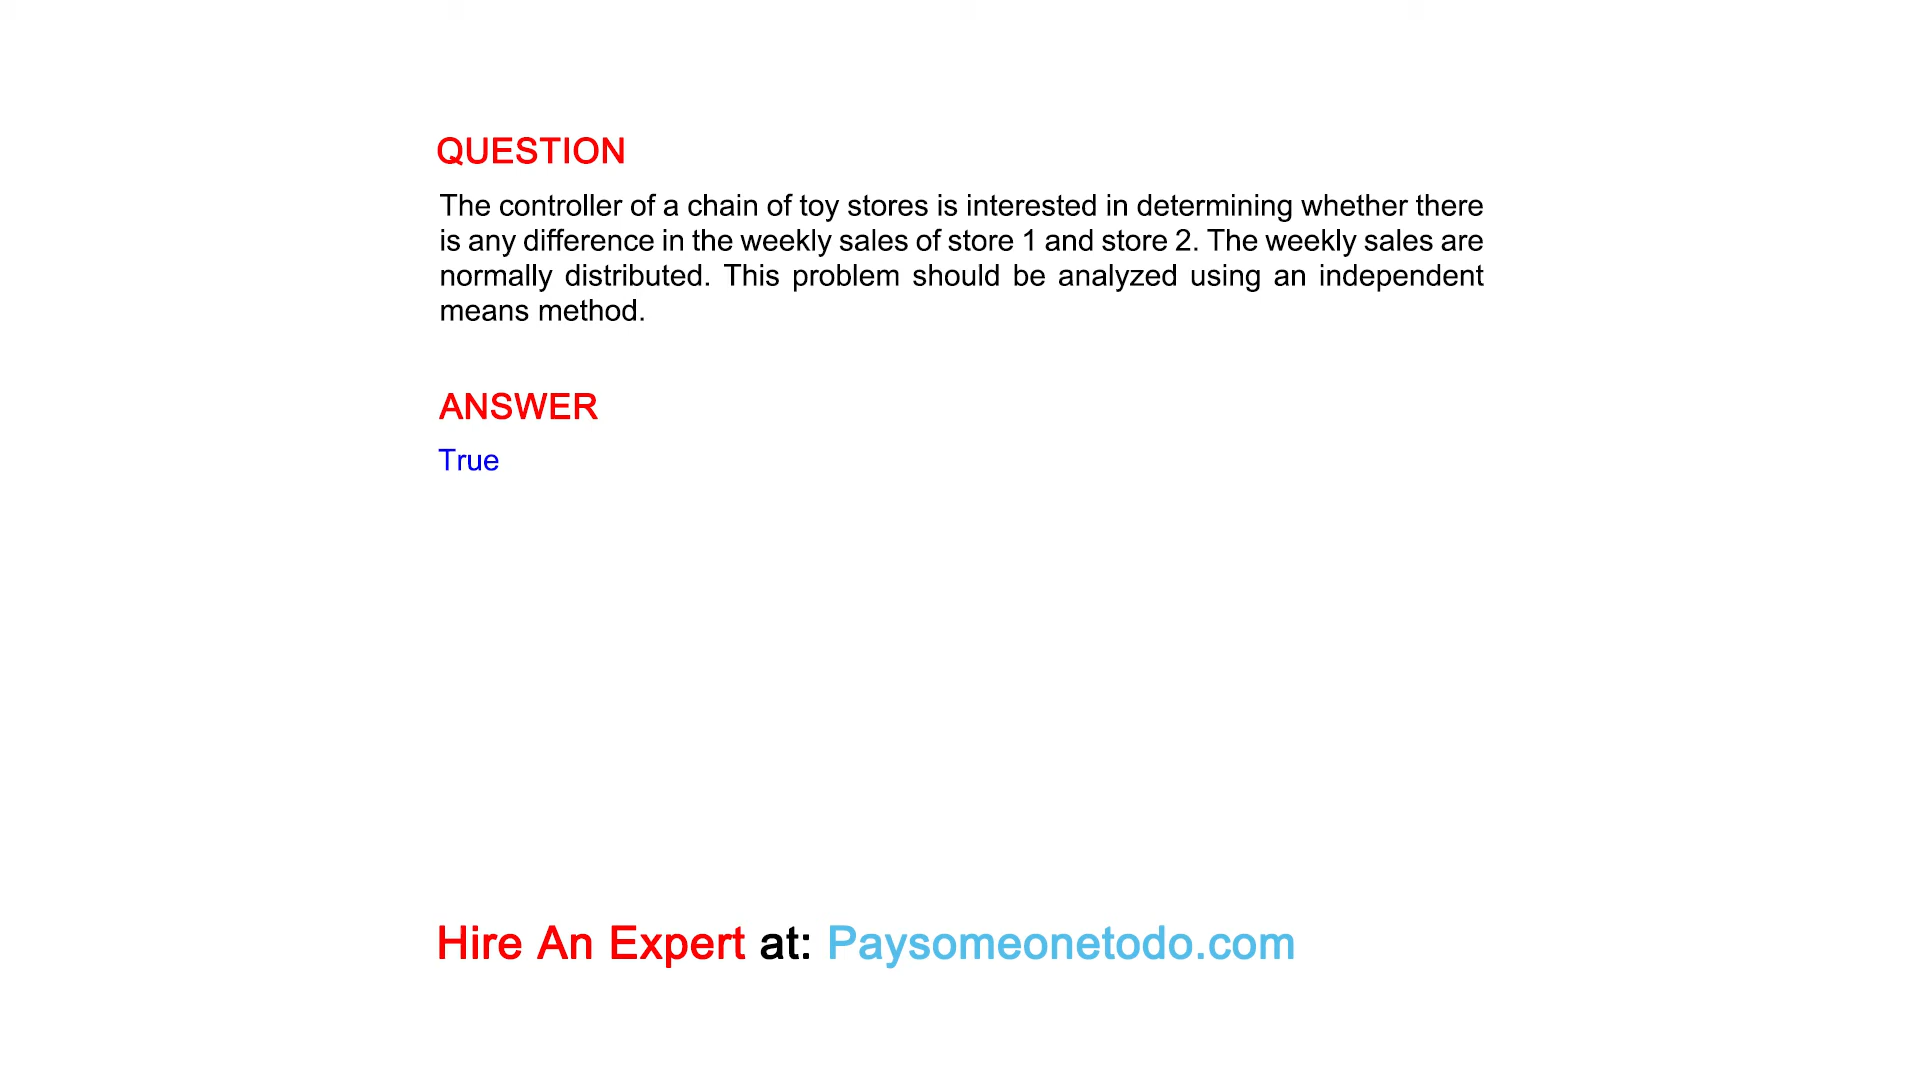 QUESTION
The controller of a chain of toy stores is interested in determining whether there
is any difference in the weekly sales of store 1 and store 2. The weekly sales are
normally distributed. This problem should be analyzed using an independent
means method.
ANSWER
True
Hire An Expert at: Paysomeonetodo.com